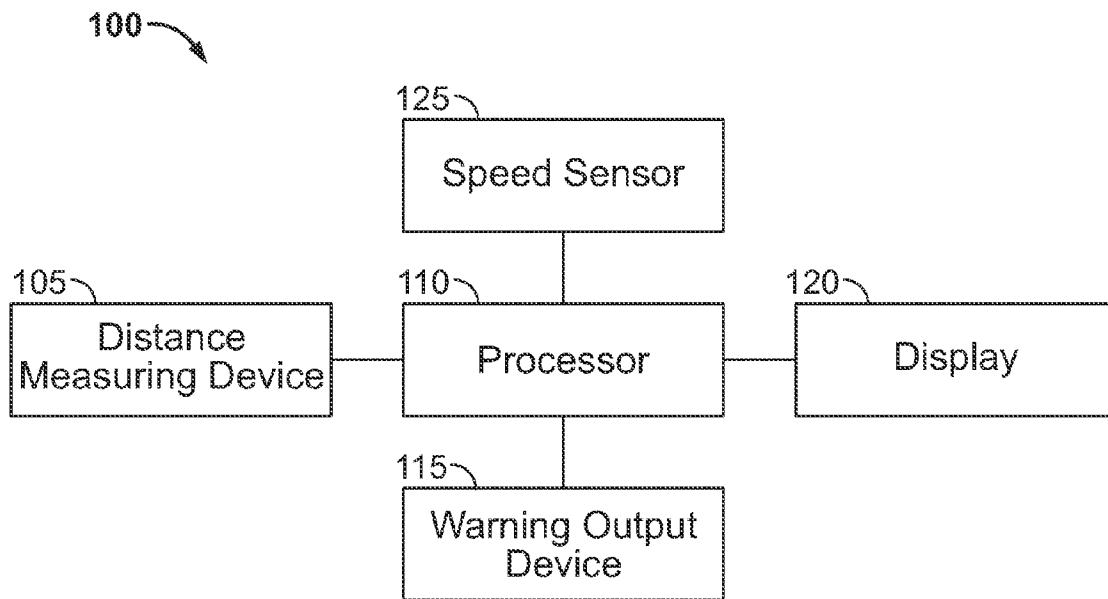 100
125
Speed Sensor
105
Distance
Measuring Device
110
Processor
120
Display
115
Warning Output
Device